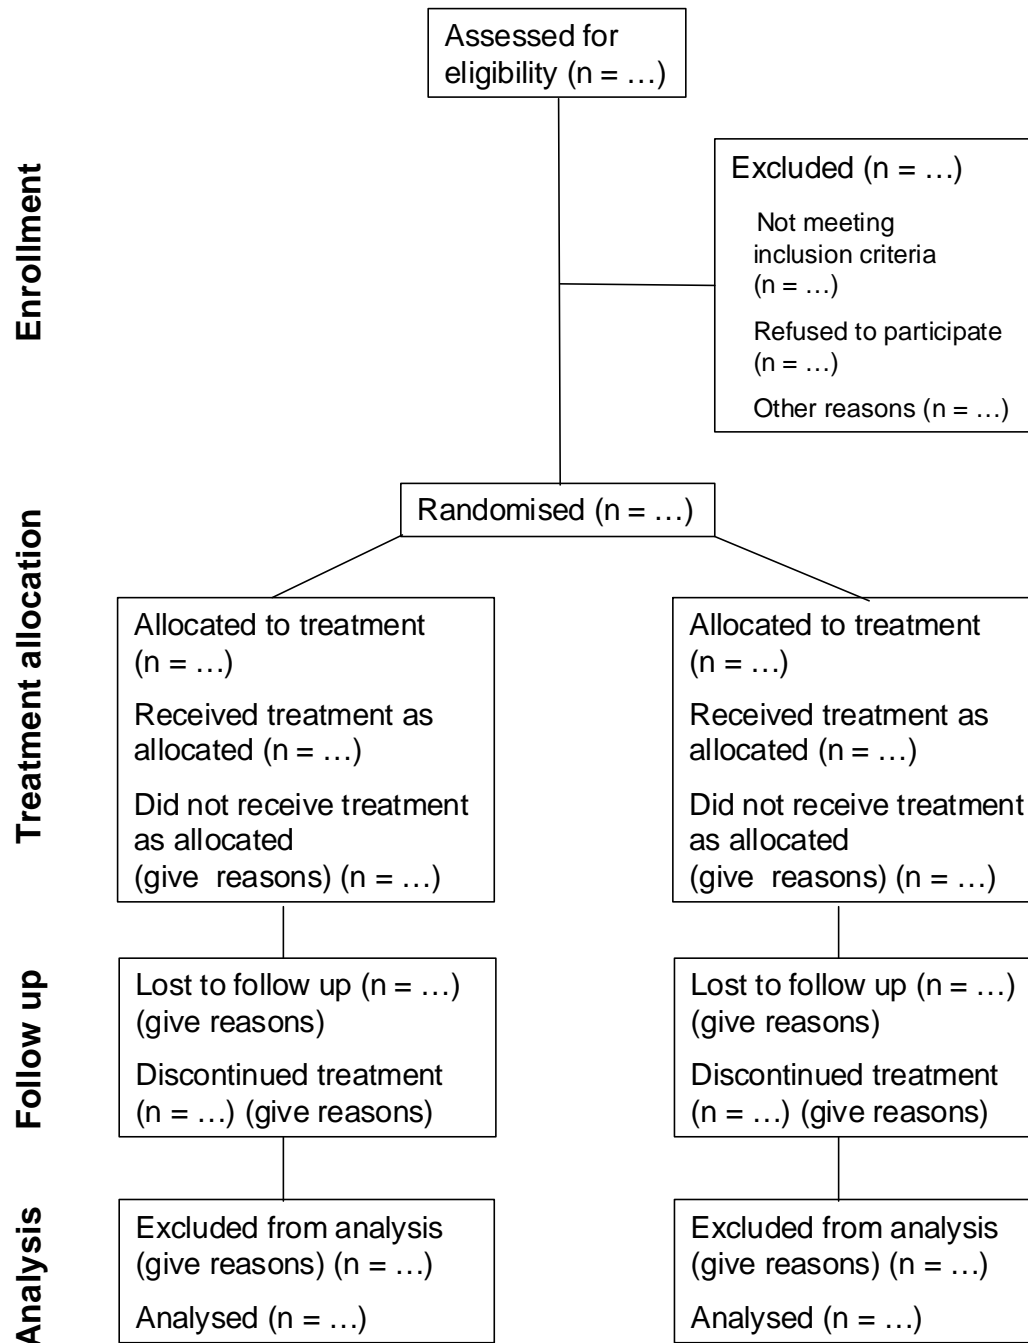 Assessed for
eligibility (n = …)
Enrollment
Excluded (n = …)
Not meeting
inclusion criteria
(n = …)
Refused to participate
(n = …)
Other reasons (n = …)
Randomised (n = …)
Treatment allocation
Allocated to treatment
(n = …)
Received treatment as
allocated (n = …)
Did not receive treatment
as allocated
(give  reasons) (n = …)
Allocated to treatment
(n = …)
Received treatment as
allocated (n = …)
Did not receive treatment
as allocated
(give  reasons) (n = …)
Follow up
Lost to follow up (n = …)
(give reasons)
Discontinued treatment
(n = …) (give reasons)
Lost to follow up (n = …)
(give reasons)
Discontinued treatment
(n = …) (give reasons)
Analysis
Excluded from analysis
(give reasons) (n = …)
Analysed (n = …)
Excluded from analysis
(give reasons) (n = …)
Analysed (n = …)